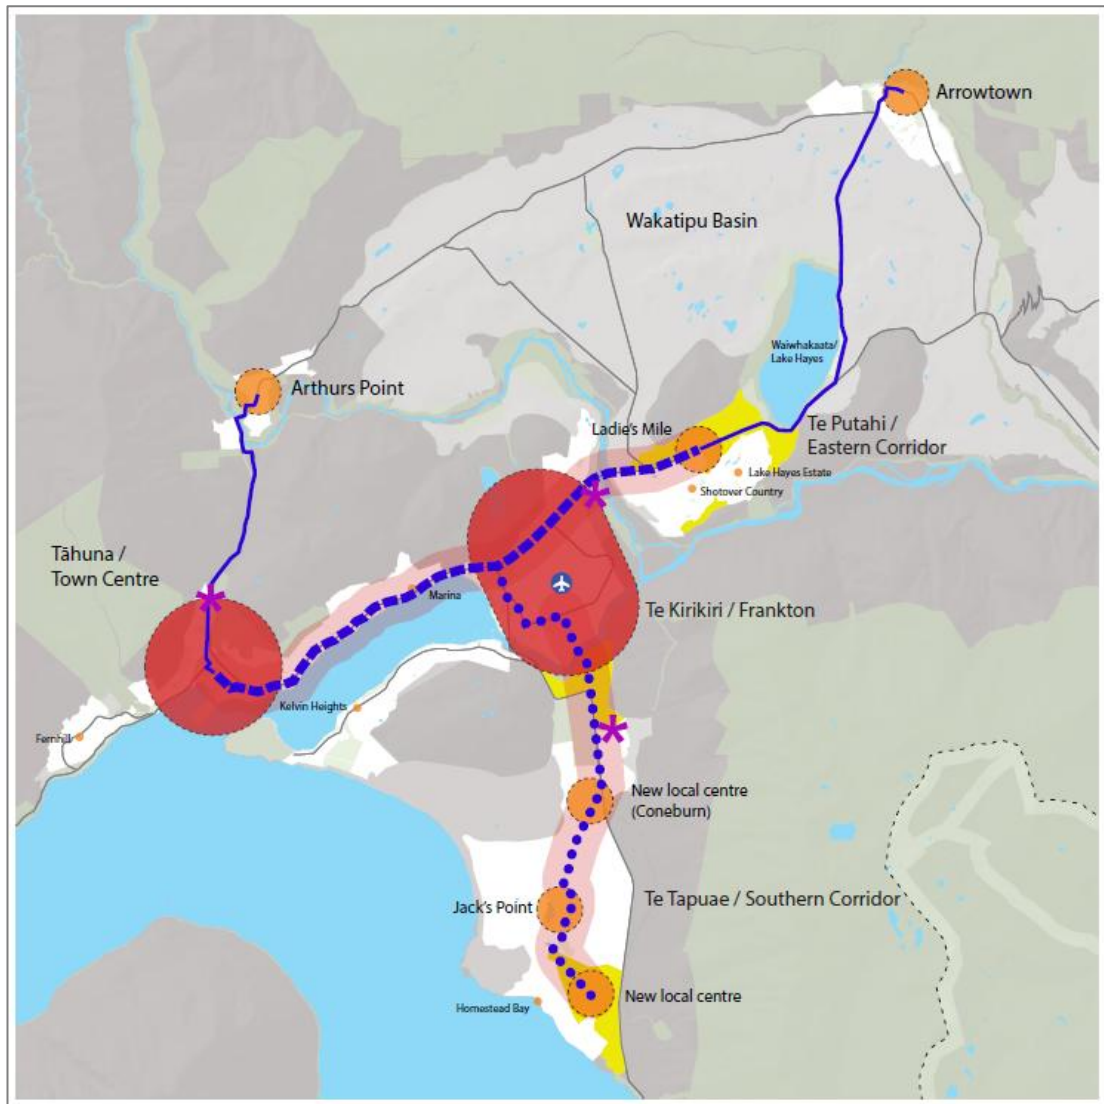 Arrowtown
Wakatipu Basin
Waiwhakaata/
Lake Hayes
Arthurs Point
Ladie's Mile
Te Putahi /
Eastern Corridor
Lake Hayes Estate
Shotover Country
Tāhuna /
Town Centre
Marina
Te Kirikiri / Frankton
Kelvin Heights
Fernhill
New local centre
(Coneburn)
Te Tapuae / Southern Corridor
Jack's Point
New local centre
Homestead Bay